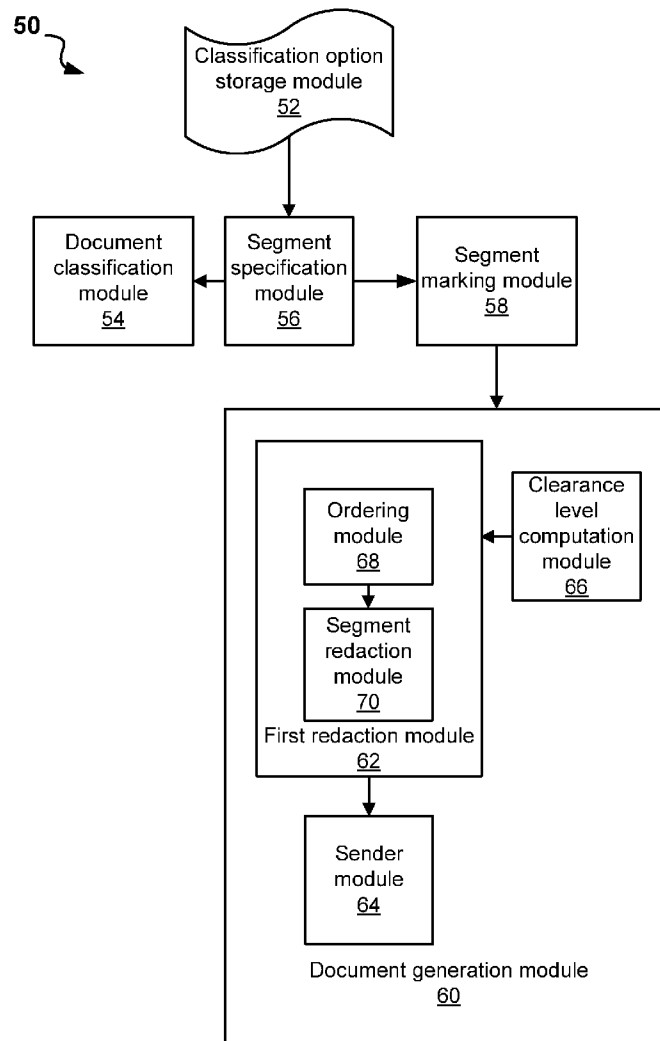 50
Classification option
storage module
52
Document
classification
module
54
Segment
specification
module
56
Segment
marking module
58
Ordering
module
68
Segment
redaction
module
70
First redaction module
62
Clearance
level
computation
module
66
Sender
module
64
Document generation module
60